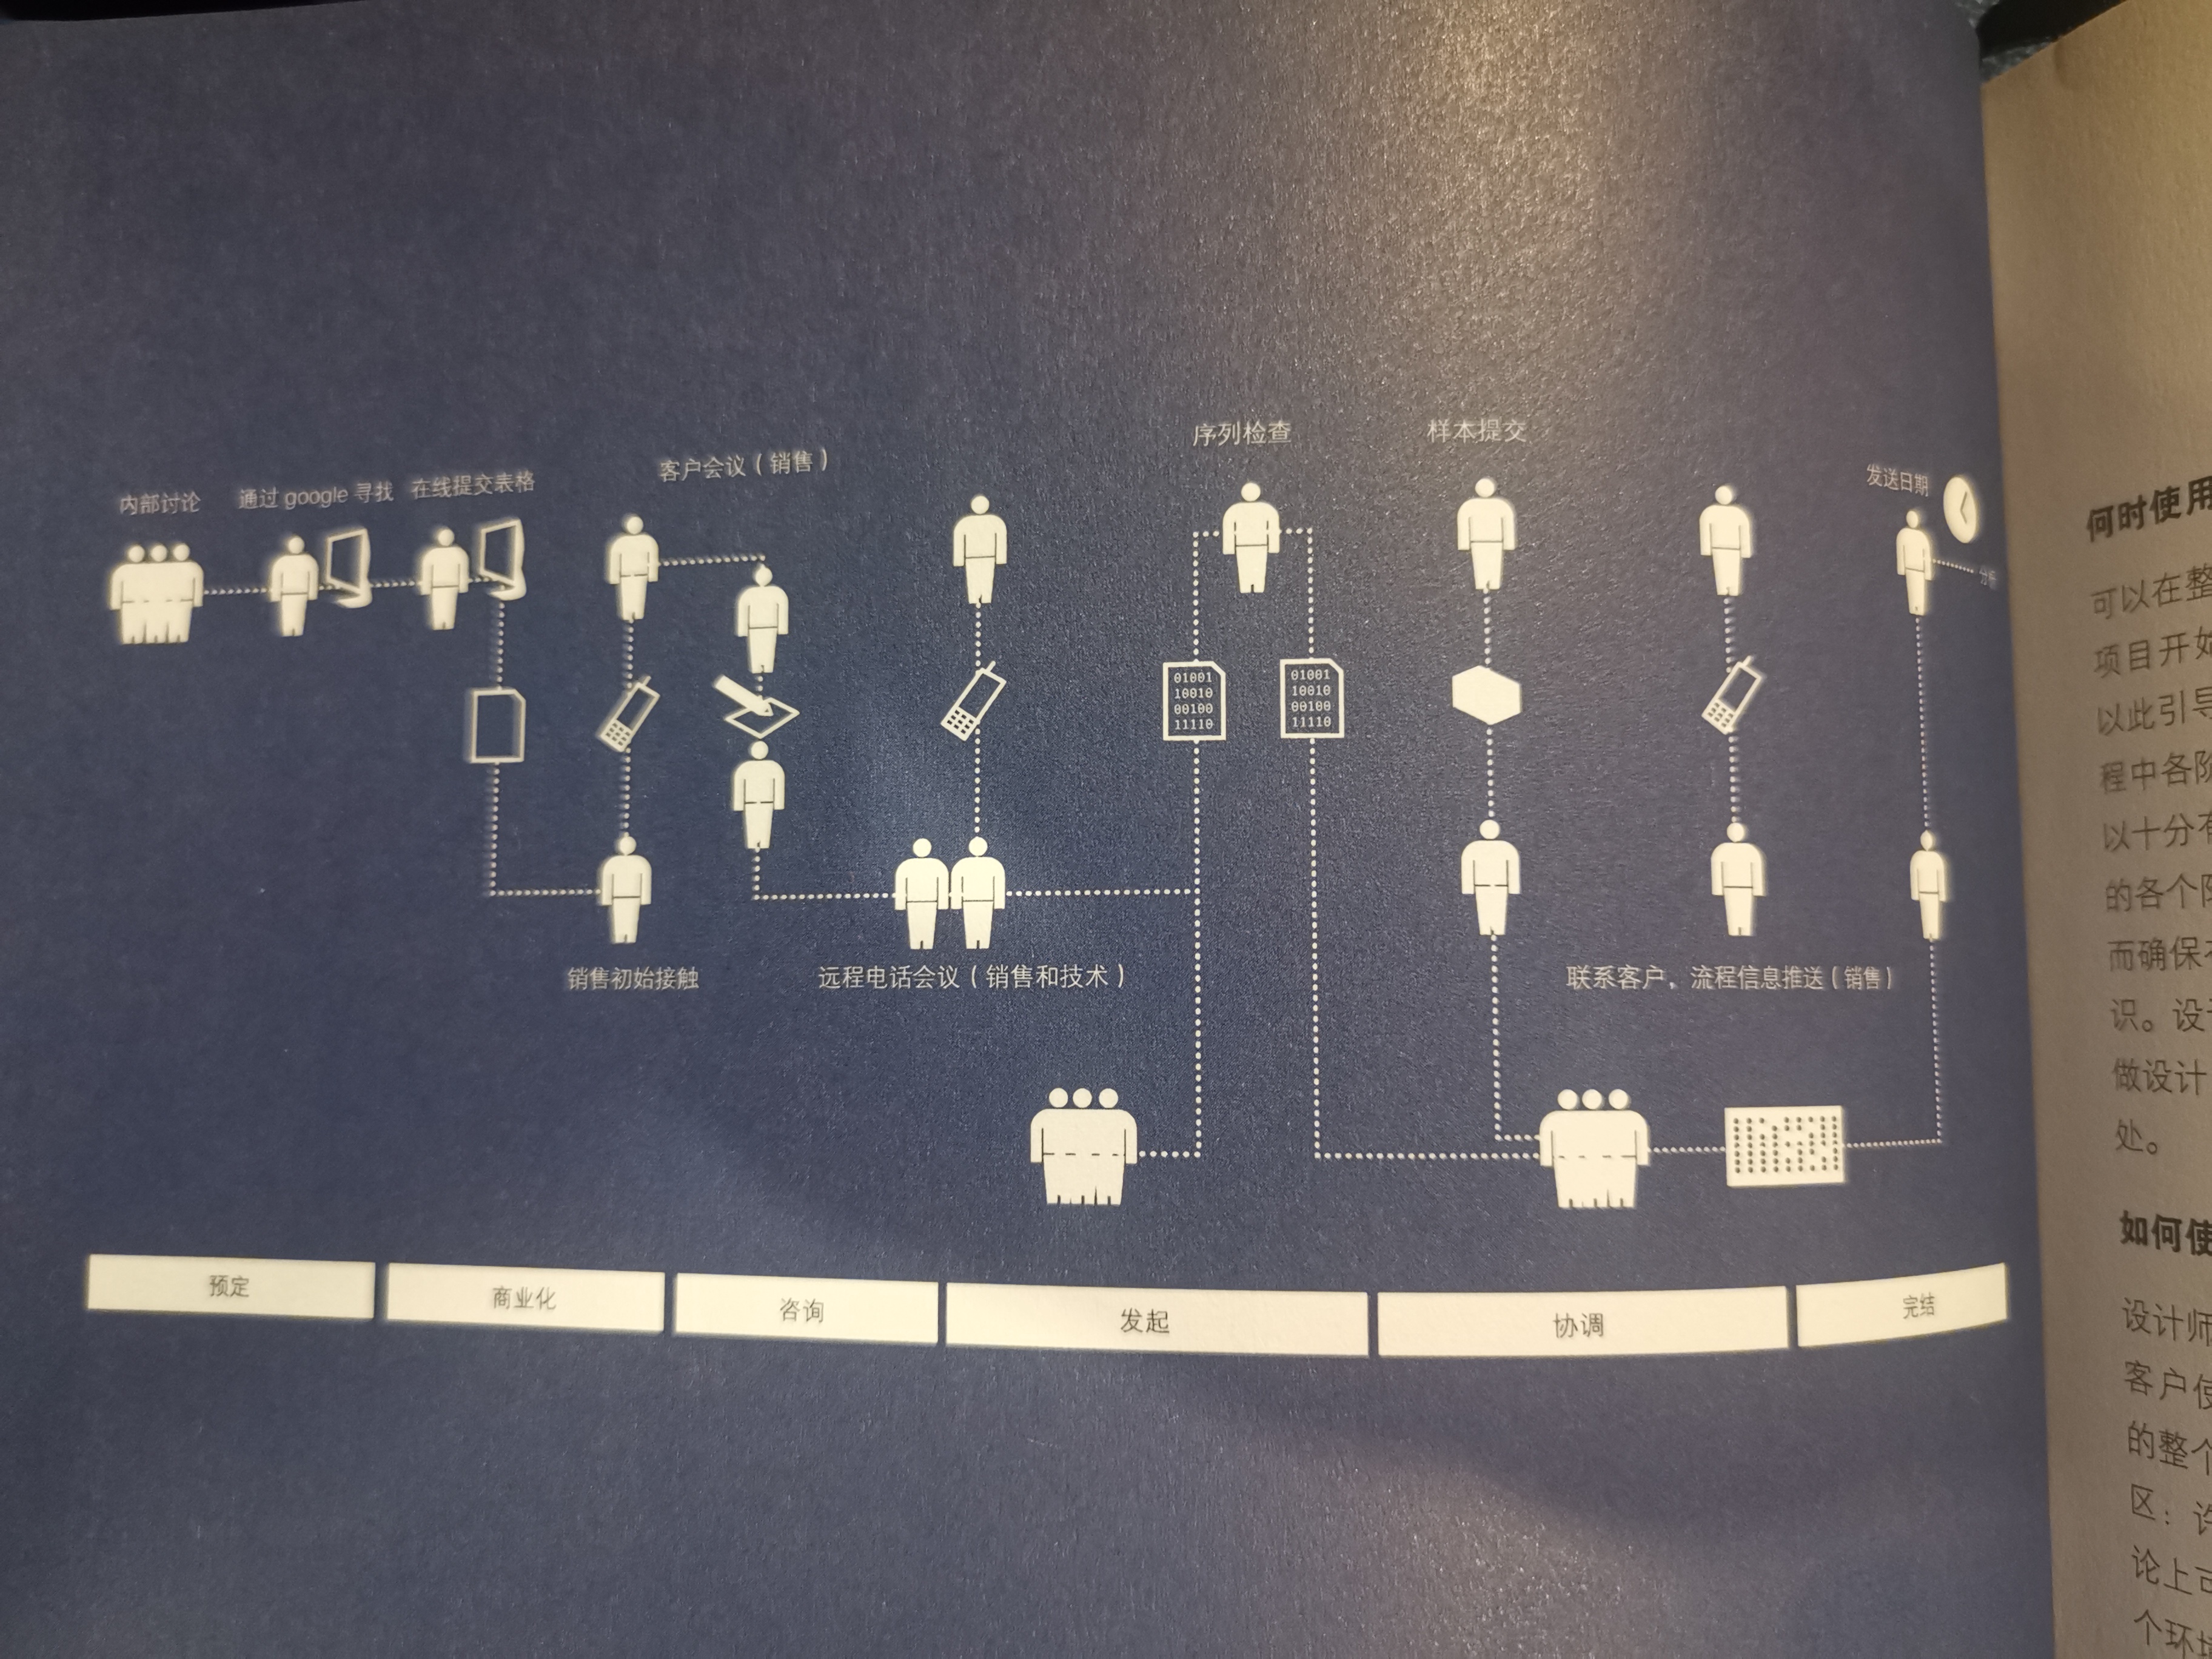 序列检查
样本提交
客户会议（销售）
内部讨论
通过 google 寻找
在线提交表格
发送日期
01001
10010
00100
11110
01001
10010
00100
11110
销售初始接触
远程电话会议（销售和技术）
联系客户，流程信息推送（销售）
预定
商业化
咨询
发起
协调
完结
何时使用
可以在整
项目开始
以此引导
程中各阶
以十分有
的各个阶
而确保
识。设
做设计
处。
如何使
设计师
客户使
的整个
区：许
论上可
个环境